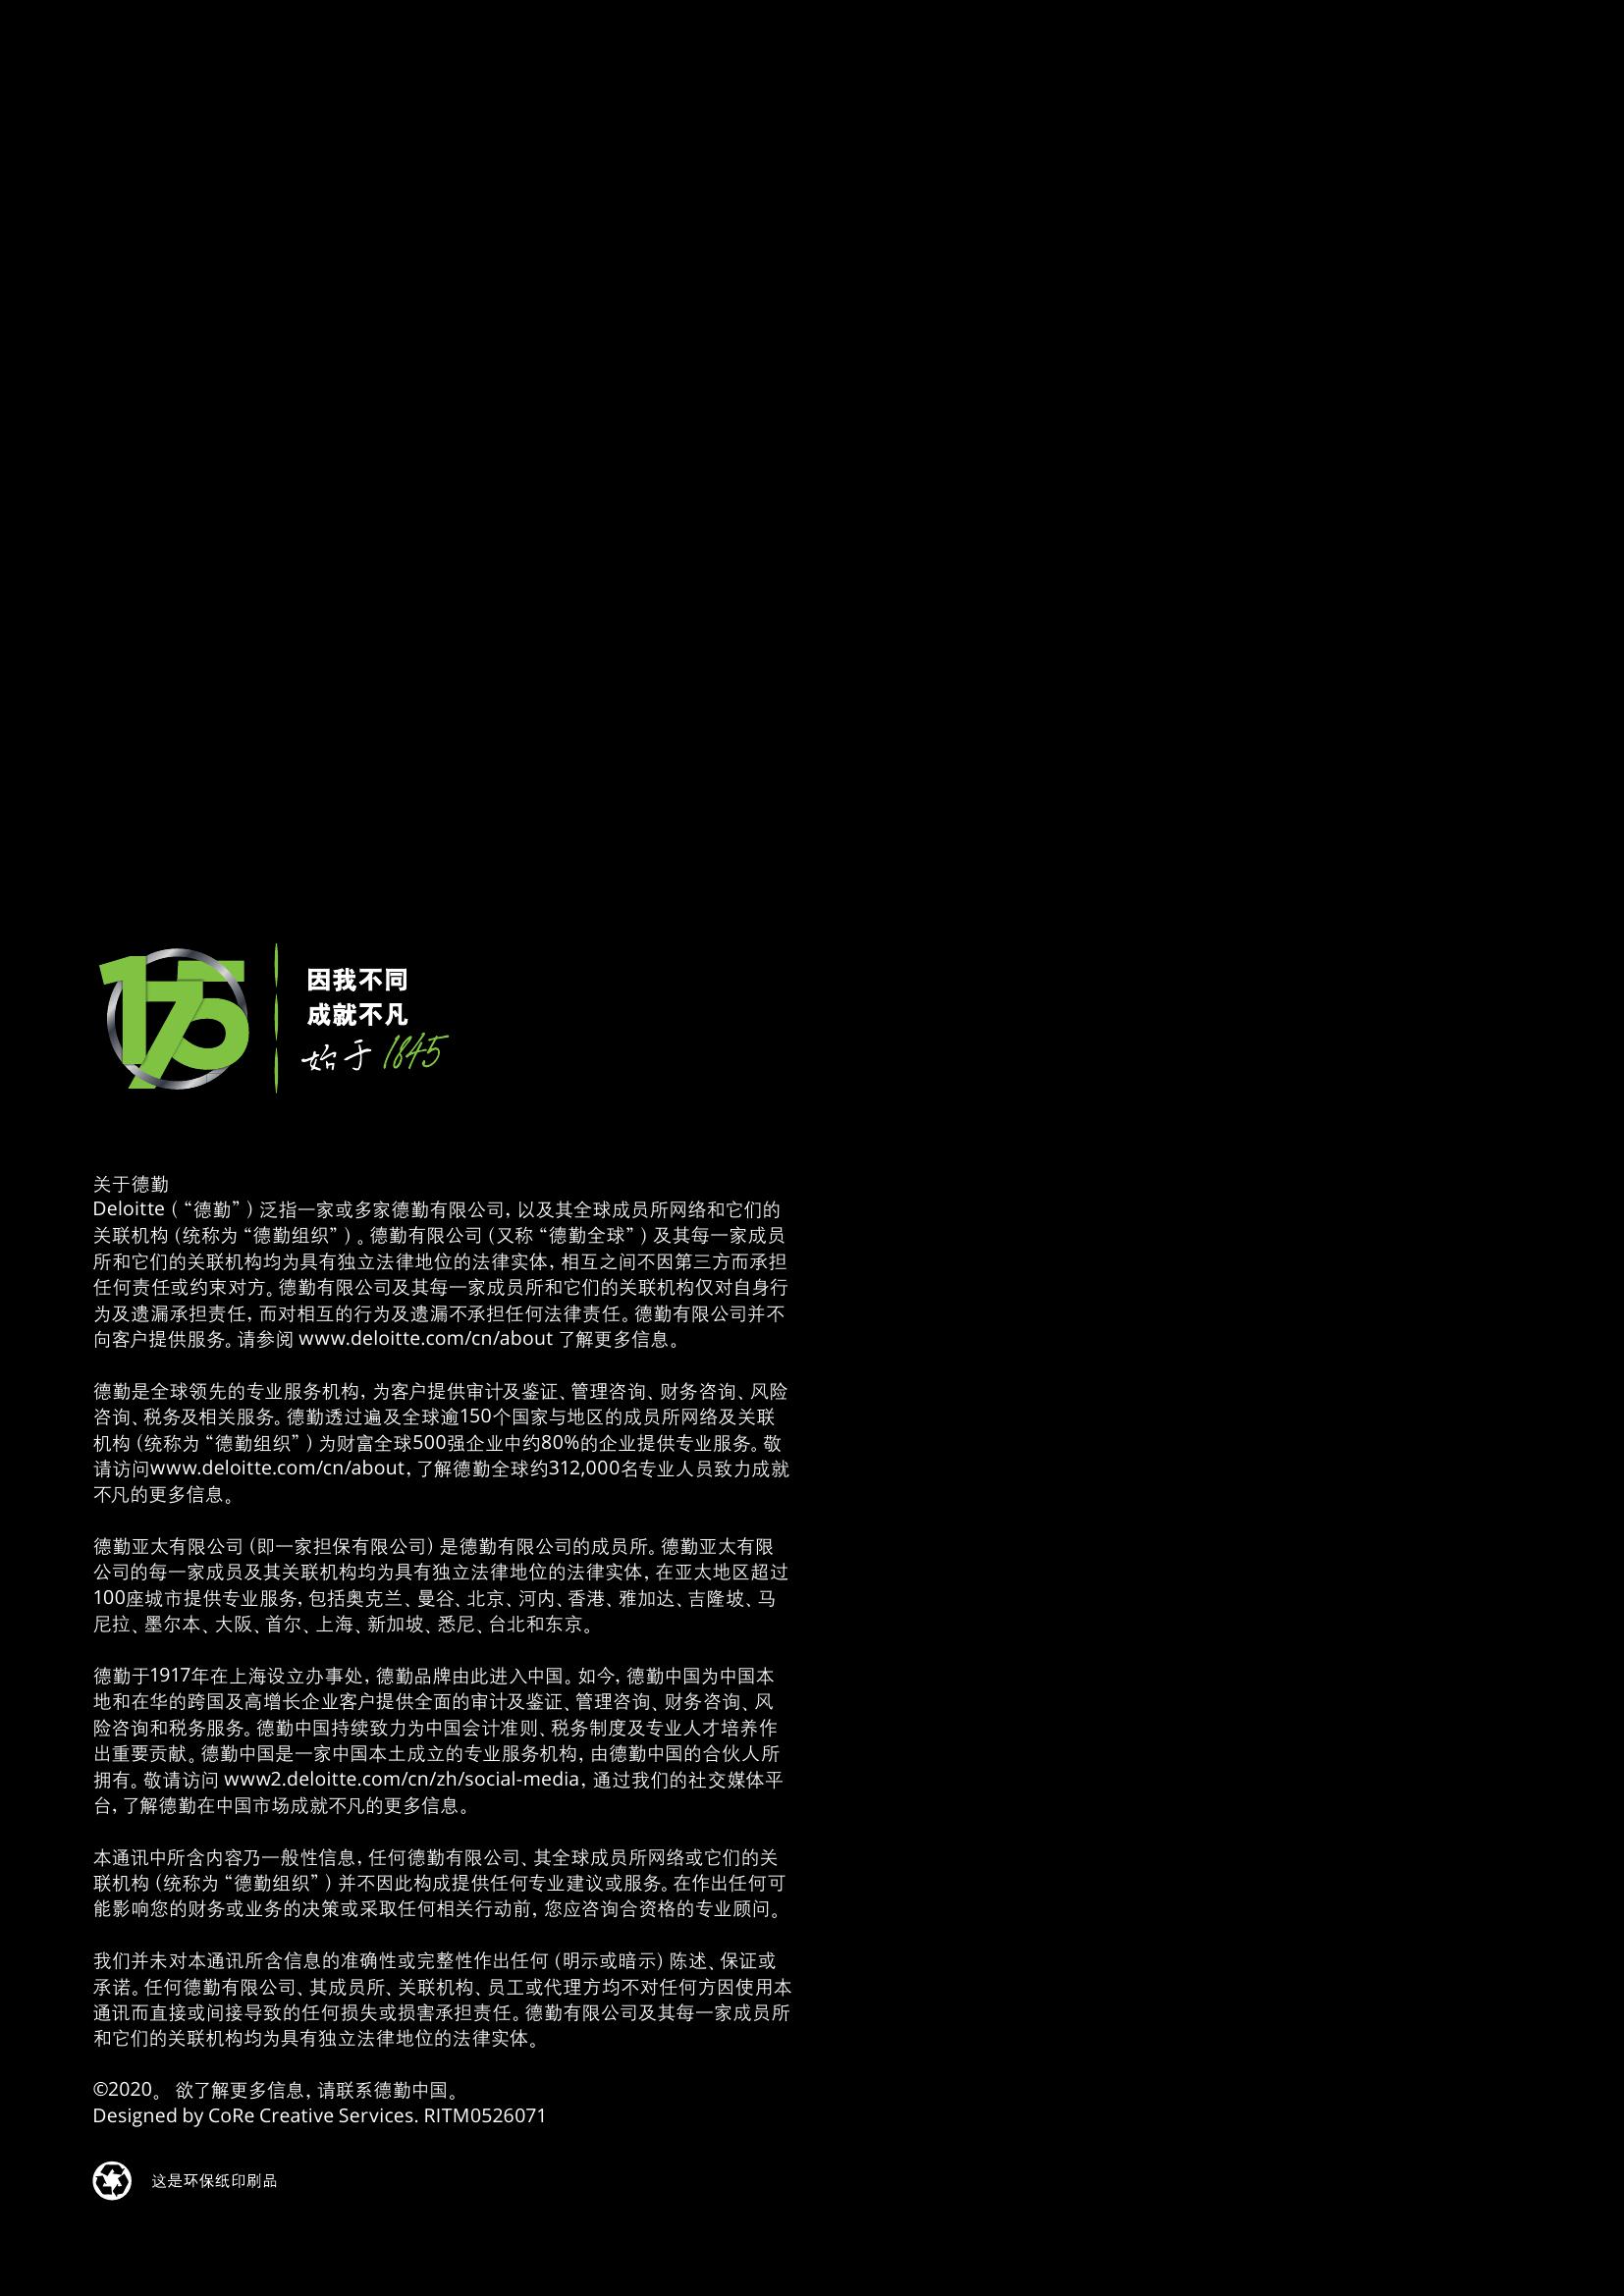 175
因我不同
成就不凡
始于 1845
关于德勤
Deloitte（“德勤”）泛指一家或多家德勤有限公司，以及其全球成员所网络和它们的
关联机构（统称为“德勤组织”）。德勤有限公司（又称“德勤全球”）及其每一家成员
所和它们的关联机构均为具有独立法律地位的法律实体，相互之间不因第三方而承担
任何责任或约束对方。德勤有限公司及其每一家成员所和它们的关联机构仅对自身行
为及遗漏承担责任，而对相互的行为及遗漏不承担任何法律责任。德勤有限公司并不
向客户提供服务。请参阅 www.deloitte.com/cn/about 了解更多信息。
德勤是全球领先的专业服务机构，为客户提供审计及鉴证、管理咨询、财务咨询、风险
咨询、税务及相关服务。德勤透过遍及全球逾150个国家与地区的成员所网络及关联
机构（统称为“德勤组织”）为财富全球500强企业中约80%的企业提供专业服务。敬
请访问www.deloitte.com/cn/about，了解德勤全球约312,000名专业人员致力成就
不凡的更多信息。
德勤亚太有限公司（即一家担保有限公司）是德勤有限公司的成员所。德勤亚太有限
公司的每一家成员及其关联机构均为具有独立法律地位的法律实体，在亚太地区超过
100座城市提供专业服务，包括奥克兰、曼谷、北京、河内、香港、雅加达、吉隆坡、马
尼拉、墨尔本、大阪、首尔、上海、新加坡、悉尼、台北和东京。
德勤于1917年在上海设立办事处，德勤品牌由此进入中国。如今，德勤中国为中国本
地和在华的跨国及高增长企业客户提供全面的审计及鉴证、管理咨询、财务咨询、风
险咨询和税务服务。德勤中国持续致力为中国会计准则、税务制度及专业人才培养作
出重要贡献。德勤中国是一家中国本土成立的专业服务机构，由德勤中国的合伙人所
拥有。敬请访问 www2.deloitte.com/cn/zh/social-media，通过我们的社交媒体平
台，了解德勤在中国市场成就不凡的更多信息。
本通讯中所含内容乃一般性信息，任何德勤有限公司、其全球成员所网络或它们的关
联机构（统称为“德勤组织”）并不因此构成提供任何专业建议或服务。在作出任何可
能影响您的财务或业务的决策或采取任何相关行动前，您应咨询合资格的专业顾问。
我们并未对本通讯所含信息的准确性或完整性作出任何（明示或暗示）陈述、保证或
承诺。任何德勤有限公司、其成员所、关联机构、员工或代理方均不对任何方因使用本
通讯而直接或间接导致的任何损失或损害承担责任。德勤有限公司及其每一家成员所
和它们的关联机构均为具有独立法律地位的法律实体。
©2020。 欲了解更多信息，请联系德勤中国。
Designed by CoRe Creative Services. RITM0526071
这是环保纸印刷品